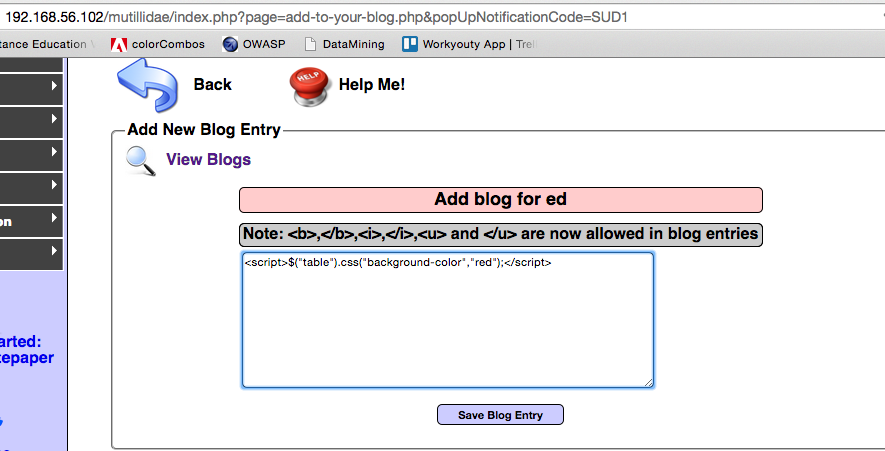 192.168.56.102/mutillidae/index.php?page=add-to-your-blog.php&popUpNotificationCode=SUD1
tance Education colorCombos OWASP DataMining Workyouty App | Trel
Back HELP Help Me!
Add New Blog Entry
View Blogs
Add blog for ed
Note: <b>,</b>,<i>,</i>,<u> and </u> are now allowed in blog entries
on
<script>$("table").css("background-color","red");</script>
arted:
tepaper
Save Blog Entry